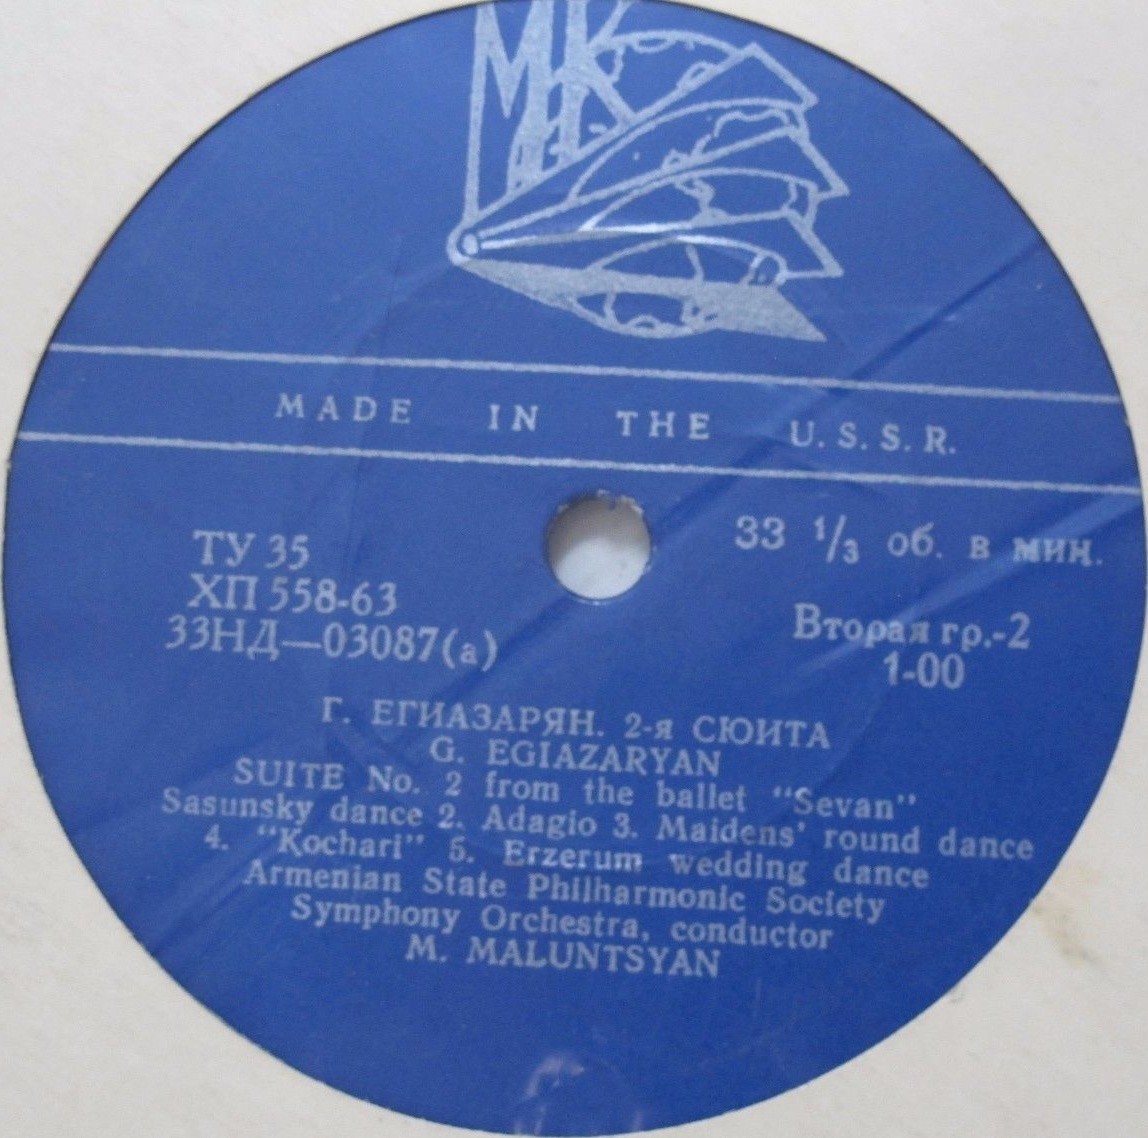 МК
MADE IN THE U.S.S.R.
ТУ 35
ХП 558-63
33НД—03087(а)
33 1/3 об. в мин.
Вторая гр.-2
1-00
Г. ЕГИАЗАРЯН. 2-я СЮИТА
G. EGIAZARYAN
SUITE No. 2 from the ballet "Sevan"
Sasunsky dance 2. Adagio 3. Maidens' round dance
4. "Kochari" 5. Erzerum wedding dance
Armenian State Philharmonic Society
Symphony Orchestra, conductor
M. MALUNTSYAN